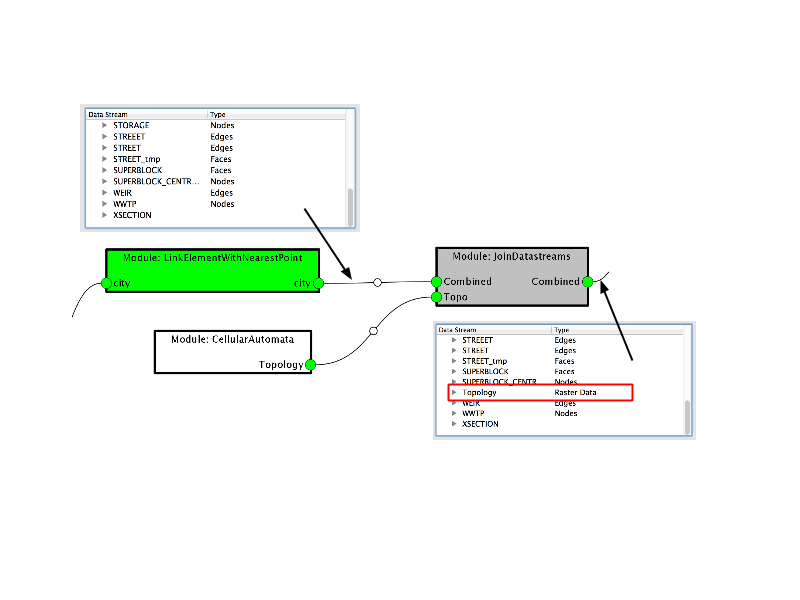 Data Stream Type
STORAGE Nodes
STREEET Edges
STREET Edges
STREET_tmp Faces
SUPERBLOCK Faces
SUPERBLOCK_CENTR... Nodes
WEIR Edges
WWTP Nodes
XSECTION
Module: LinkElementWithNearestPoint
city city
Module: JoinDatastreams
Combined Combined
Topo
Module: CellularAutomata
Topology
Data Stream Type
STREEET Edges
STREET Edges
STREET_tmp Faces
SUPERBLOCK Faces
SUPERBLOCK_CENTR Nodes
Topology Raster Data
WEIR Edges
WWTP Nodes
XSECTION